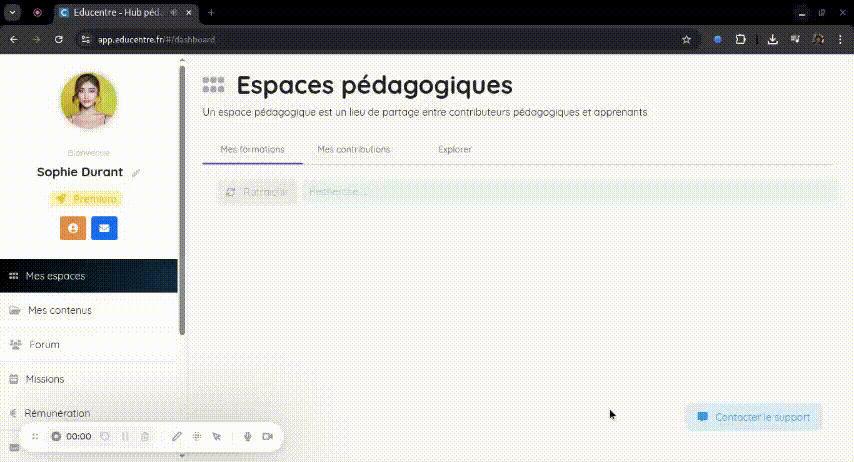 Educentre - Hub péd
app.educentre.fr/#/dashboard
Bienvenue
Sophie Durant
Premium
Mes espaces
Mes contenus
Forum
Missions
Rémunération
00:00
Espaces pédagogiques
Un espace pédagogique est un lieu de partage entre contributeurs pédagogiques et apprenants
Mes formations Mes contributions Explorer
Rafraichir Recherche...
Contacter le support